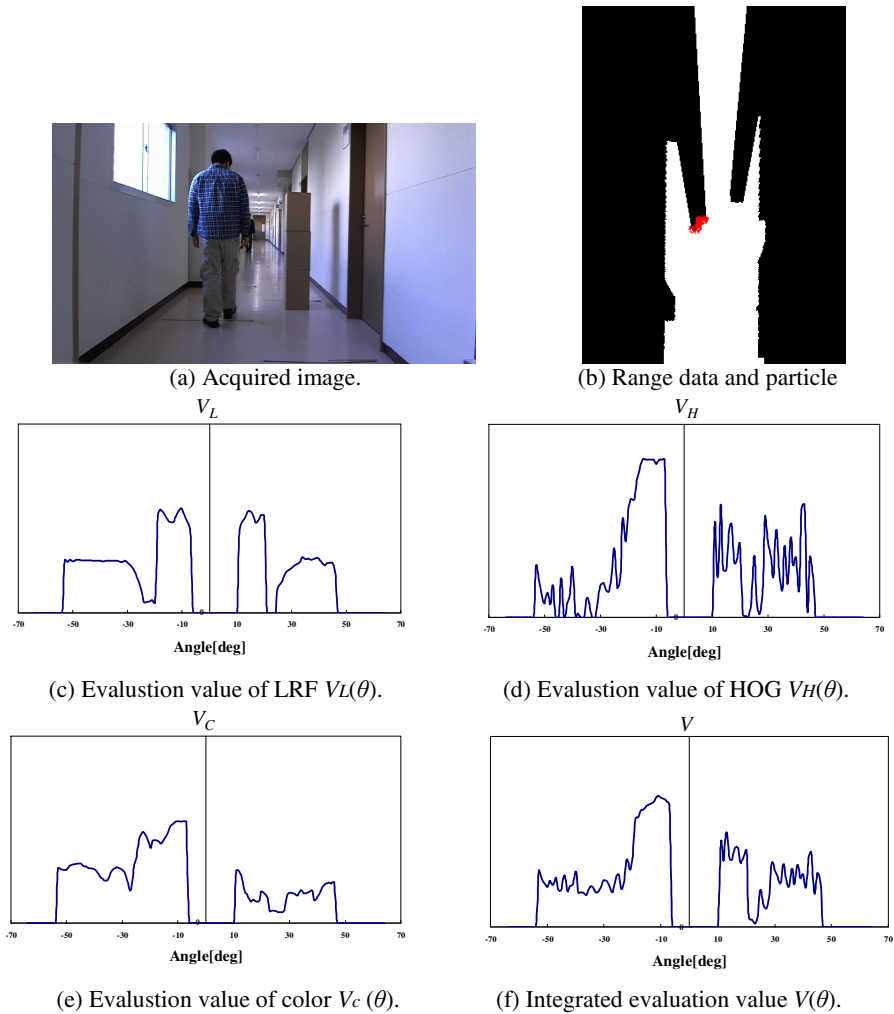 (a) Acquired image.
(b) Range data and particle
V_L
0
-70 -50 -30 -10 10 30 50 70
Angle[deg]
(c) Evalustion value of LRF VL(θ).
V_H
0
-70 -50 -30 -10 10 30 50 70
Angle[deg]
(d) Evalustion value of HOG VH(θ).
V_C
0
-70 -50 -30 -10 10 30 50 70
Angle[deg]
(e) Evalustion value of color Vc (θ).
V
0
-70 -50 -30 -10 10 30 50 70
Angle[deg]
(f) Integrated evaluation value V(θ).